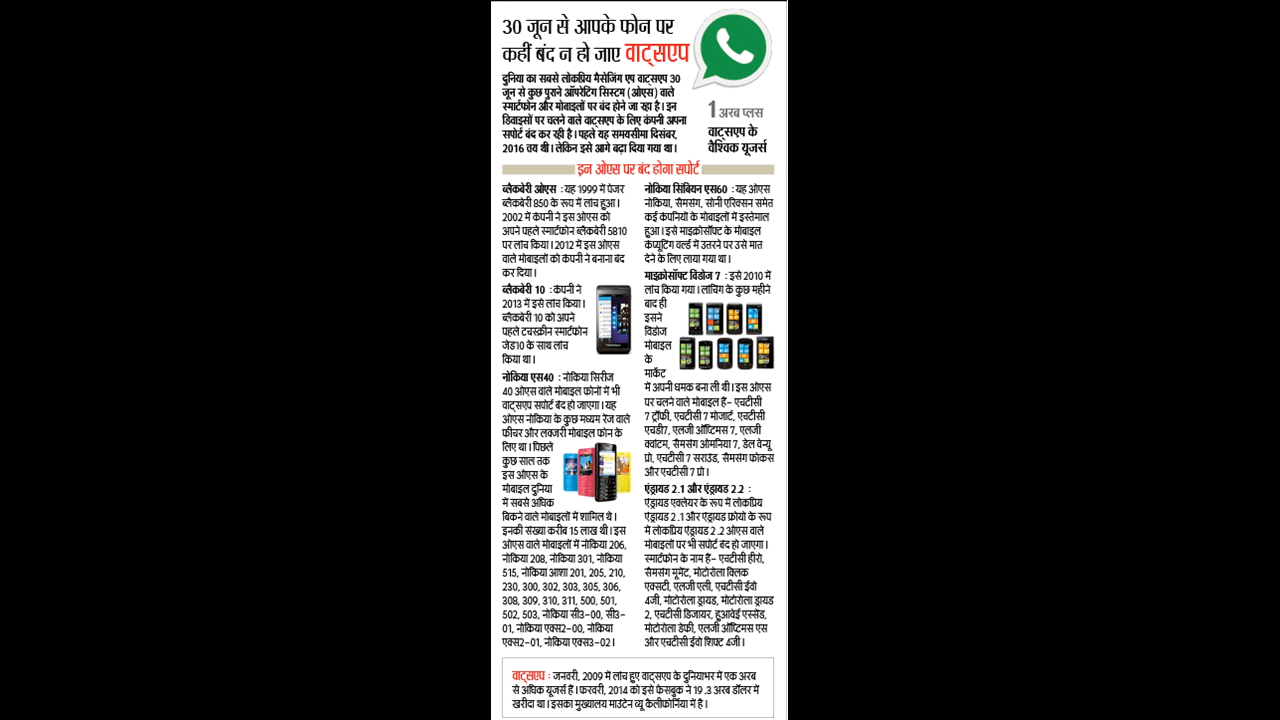 30 जून से आपके फोन पर
कहीं बंद न हो जाए वाट्सएप
दुनिया का सबसे लोकप्रिय मैसेजिंग एप वाट्सएप 30
जून से कुछ पुराने ऑपरेटिंग सिस्टम (ओएस) वाले
स्मार्टफोन और मोबाइलों पर बंद होने जा रहा है। इन
डिवाइसों पर चलने वाले वाट्सएप के लिए कंपनी अपना
सपोर्ट बंद कर रही है। पहले यह समयसीमा दिसंबर,
2016 तय थी। लेकिन इसे आगे बढ़ा दिया गया था।
1 अरब प्लस
वाट्सएप के
वैश्विक यूजर्स
इन ओएस पर बंद होगा सपोर्ट
ब्लैकबेरी ओएस : यह 1999 में पेजर
ब्लैकबेरी 850 के रूप में लांच हुआ।
2002 में कंपनी ने इस ओएस को
अपने पहले स्मार्टफोन ब्लैकबेरी 5810
पर लांच किया। 2012 में इस ओएस
वाले मोबाइलों को कंपनी ने बनाना बंद
कर दिया।
ब्लैकबेरी 10 : कंपनी ने
2013 में इसे लांच किया।
ब्लैकबेरी 10 को अपने
पहले टचस्क्रीन स्मार्टफोन
जेड10 के साथ लांच
किया था।
नोकिया एस40 : नोकिया सिरीज
40 ओएस वाले मोबाइल फोनों में भी
वाट्सएप सपोर्ट बंद हो जाएगा। यह
ओएस नोकिया के कुछ मध्यम रेंज वाले
फीचर और लक्जरी मोबाइल फोन के
लिए था। पिछले
कुछ साल तक
इस ओएस के
मोबाइल दुनिया
में सबसे अधिक
बिकने वाले मोबाइलों में शामिल थे।
इनकी संख्या करीब 15 लाख थी। इस
ओएस वाले मोबाइलों में नोकिया 206,
नोकिया 208, नोकिया 301, नोकिया
515, नोकिया आशा 201, 205, 210,
230, 300, 302, 303, 305, 306,
308, 309, 310, 311, 500, 501,
502, 503, नोकिया सी3-00, सी3-
01, नोकिया एक्स2-00, नोकिया
एक्स2-01, नोकिया एक्स3-02।
नोकिया सिंबियन एस60 : यह ओएस
नोकिया, सैमसंग, सोनी एरिक्सन समेत
कई कंपनियों के मोबाइलों में इस्तेमाल
हुआ। इसे माइक्रोसॉफ्ट के मोबाइल
कंप्यूटिंग वर्ल्ड में उतरने पर उसे मात
देने के लिए लाया गया था।
माइक्रोसॉफ्ट विंडोज 7 : इसे 2010 में
लांच किया गया। लांचिंग के कुछ महीने
बाद ही
इसने
विंडोज
मोबाइल
के
मार्केट
में अपनी धमक बना ली थी। इस ओएस
पर चलने वाले मोबाइल हैं- एचटीसी
7 ट्रॉफी, एचटीसी 7 मोजार्ट, एचटीसी
एचडी7, एलजी ऑप्टिमस 7, एलजी
क्वांटम, सैमसंग ओमनिया 7, डेल वेन्यू
प्रो, एचटीसी 7 सराउंड, सैमसंग फोकस
और एचटीसी 7 प्रो।
एंड्रायड 2.1 और एंड्रायड 2.2 :
एंड्रायड एक्लेयर के रूप में लोकप्रिय
एंड्रायड 2.1 और एंड्रायड फ्रोयो के रूप
में लोकप्रिय एंड्रायड 2.2 ओएस वाले
मोबाइलों पर भी सपोर्ट बंद हो जाएगा।
स्मार्टफोन के नाम हैं- एचटीसी हीरो,
सैमसंग मूमेंट, मोटोरोला क्लिक
एक्सटी, एलजी एली, एचटीसी ईवो
4जी, मोटोरोला ड्रायड, मोटोरोला ड्रायड
2, एचटीसी डिजायर, हुआवेई एस्सेंड,
मोटोरोला डेफी, एलजी ऑप्टिमस एस
और एचटीसी ईवो शिफ्ट 4जी।
वाट्सएप : जनवरी, 2009 में लांच हुए वाट्सएप के दुनियाभर में एक अरब
से अधिक यूजर्स हैं। फरवरी, 2014 को इसे फेसबुक ने 19.3 अरब डॉलर में
खरीदा था। इसका मुख्यालय माउंटेन व्यू कैलीफोर्निया में है।